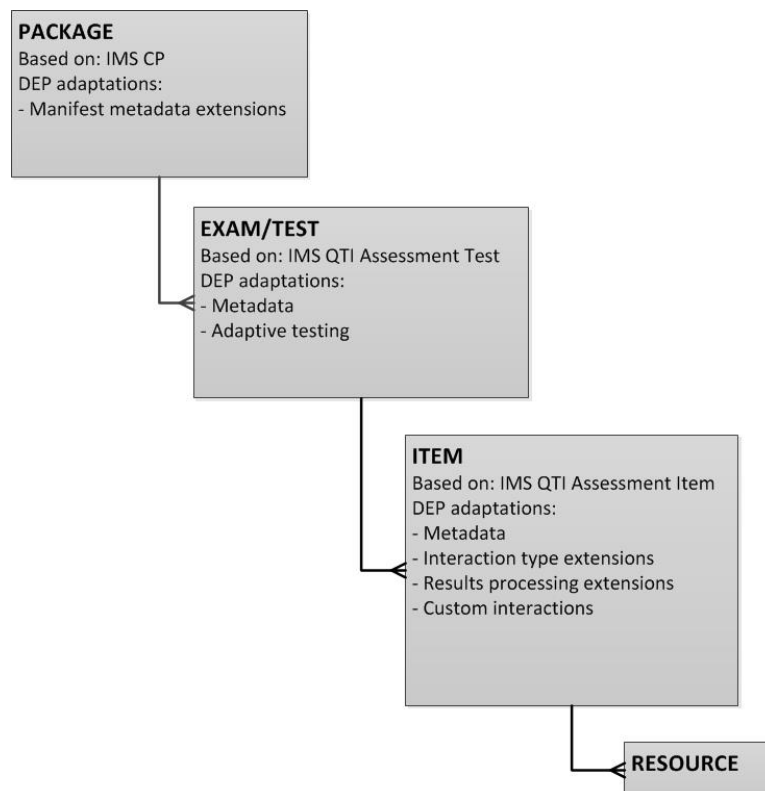 PACKAGE
Based on: IMS CP
DEP adaptations:
- Manifest metadata extensions
EXAM/TEST
Based on: IMS QTI Assessment Test
DEP adaptations:
- Metadata
- Adaptive testing
ITEM
Based on: IMS QTI Assessment Item
DEP adaptations:
- Metadata
- Interaction type extensions
- Results processing extensions
- Custom interactions
RESOURCE